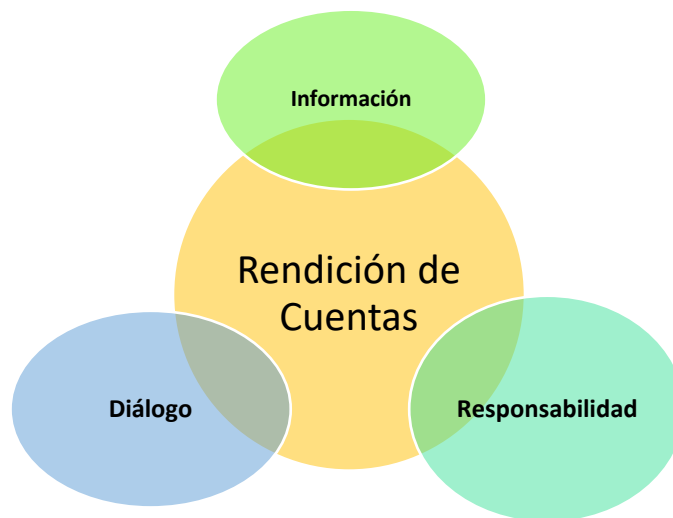 Información
Rendición de
Cuentas
Diálogo
Responsabilidad